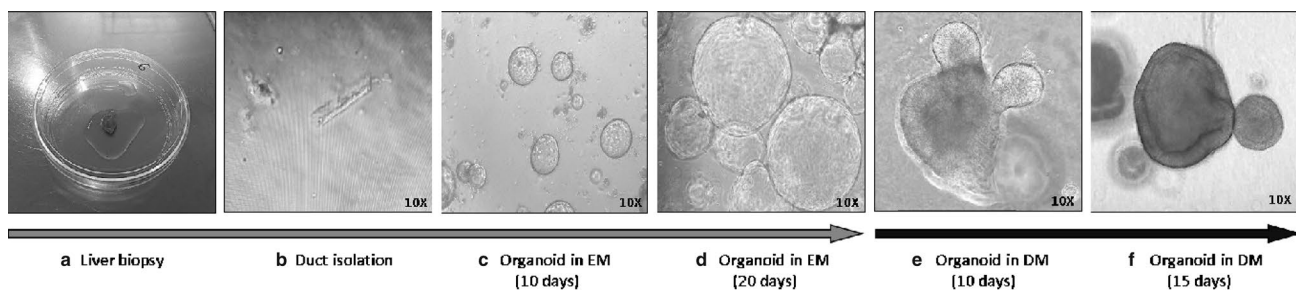 10X
10X
10X
10X
10X
a Liver biopsy
b Duct isolation
c Organoid in EM
(10 days)
d Organoid in EM
(20 days)
e Organoid in DM
(10 days)
f Organoid in DM
(15 days)